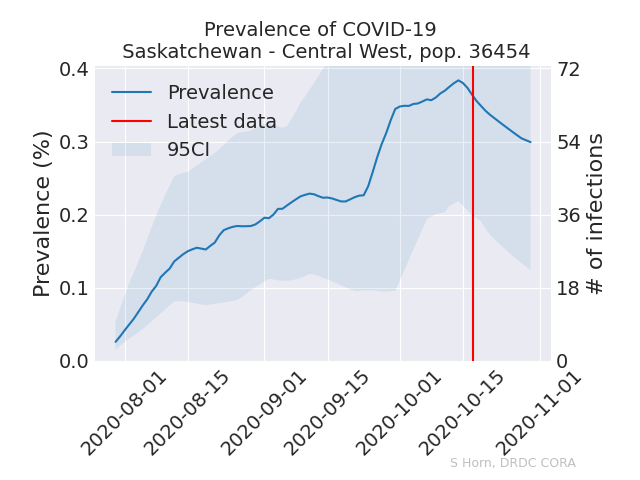 Prevalence of COVID-19
Saskatchewan - Central West, pop. 36454
Prevalence
Latest data
95CI
Prevalence (%)
0.4
0.3
0.2
0.1
0.0
72
54
36
18
0
# of infections
2020-08-01
2020-08-15
2020-09-01
2020-09-15
2020-10-01
2020-10-15
2020-11-01
S Horn, DRDC CORA